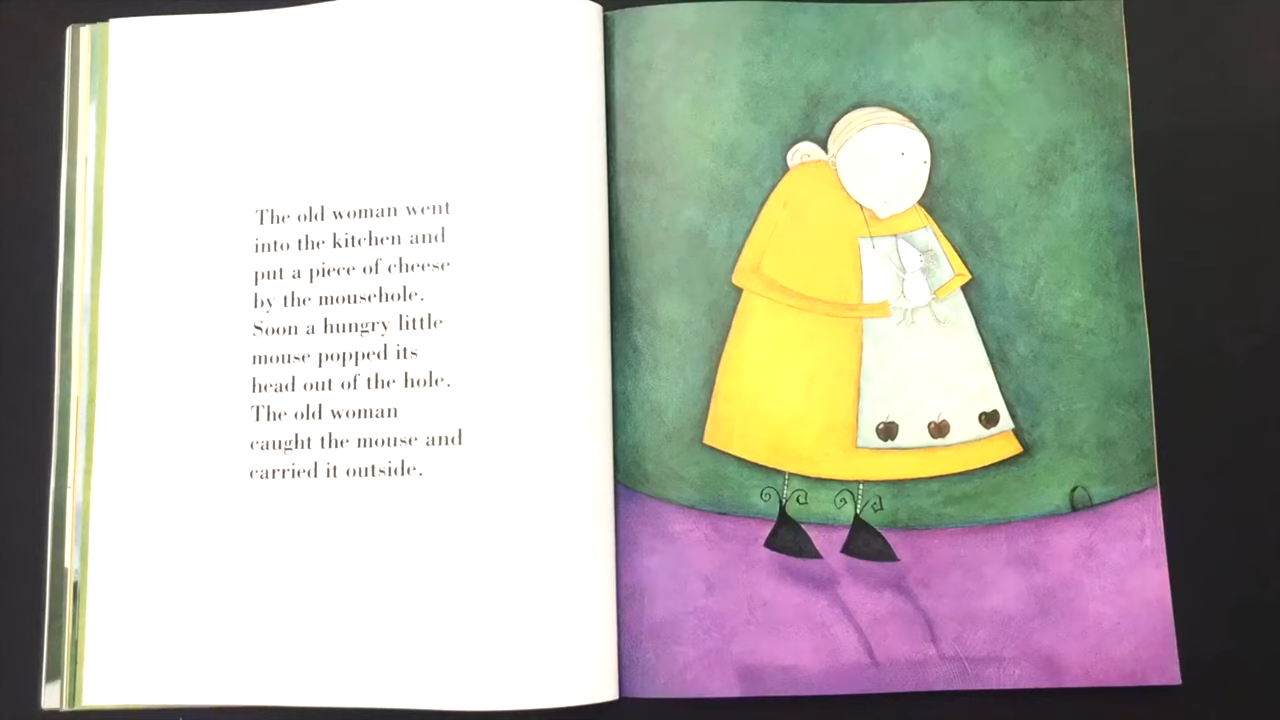 The old woman went
into the kitchen and
put a piece of cheese
by the mousehole.
Soon a hungry little
mouse popped its
head out of the hole.
The old woman
caught the mouse and
carried it outside.